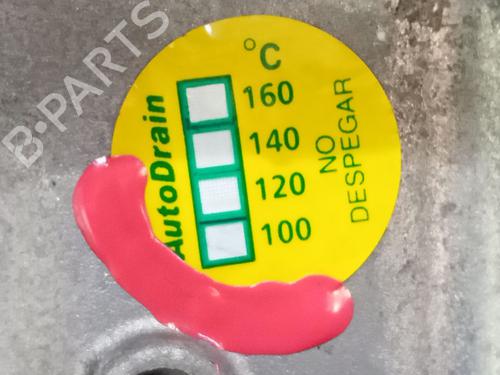 B-PARTS
AutoDrain
°C
160
140
120
100
NO
DESPEGAR